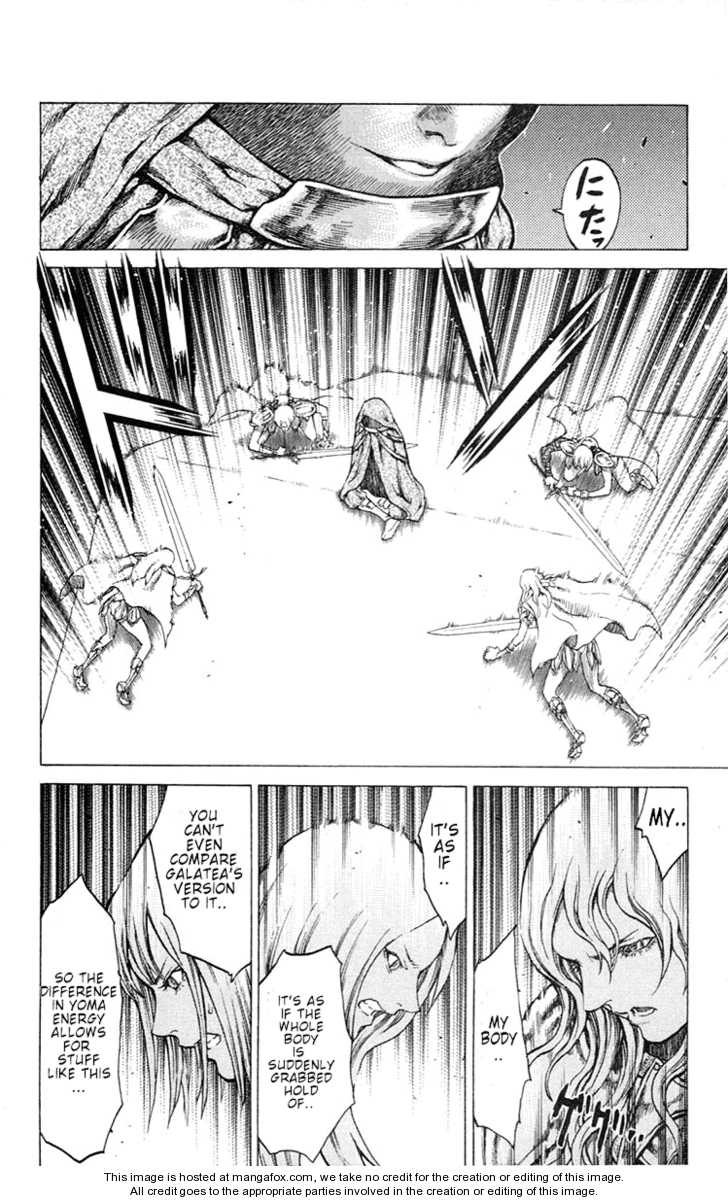 にたっ
ドン
MY..
MY
BODY
..
グググ..
IT'S
AS
IF
..
IT'S
AS IF
THE
WHOLE
BODY
IS
SUDDENLY
GRABBED
HOLD
OF..
YOU
CAN'T
EVEN
COMPARE
GALATEA'S
VERSION
TO IT..
SO THE
DIFFERENCE
IN YOMA
ENERGY
ALLOWS
FOR
STUFF
LIKE THIS
...
This image is hosted at mangafox.com, we take no credit for the creation or editing of this image.
All credit goes to the appropriate parties involved in the creation or editing of this image.